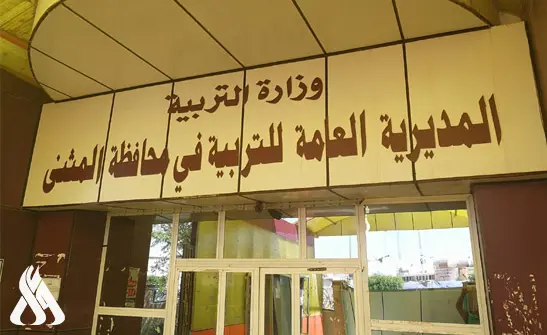 وزارة التربية
المديرية العامة للتربية في محافظة المثنى